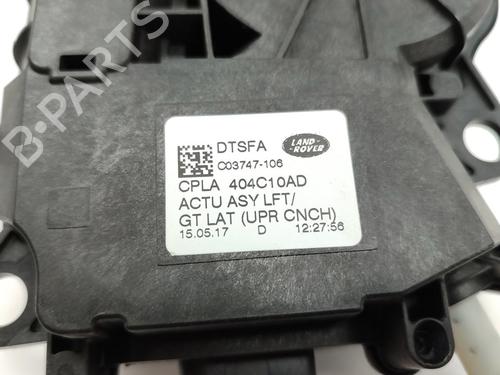 DTSFA
LAND-ROVER
C03747-106
CPLA 404C10AD
ACTU ASY LFT/
GT LAT (UPR CNCH)
15.05.17 D 12:27:56
B-PARTS